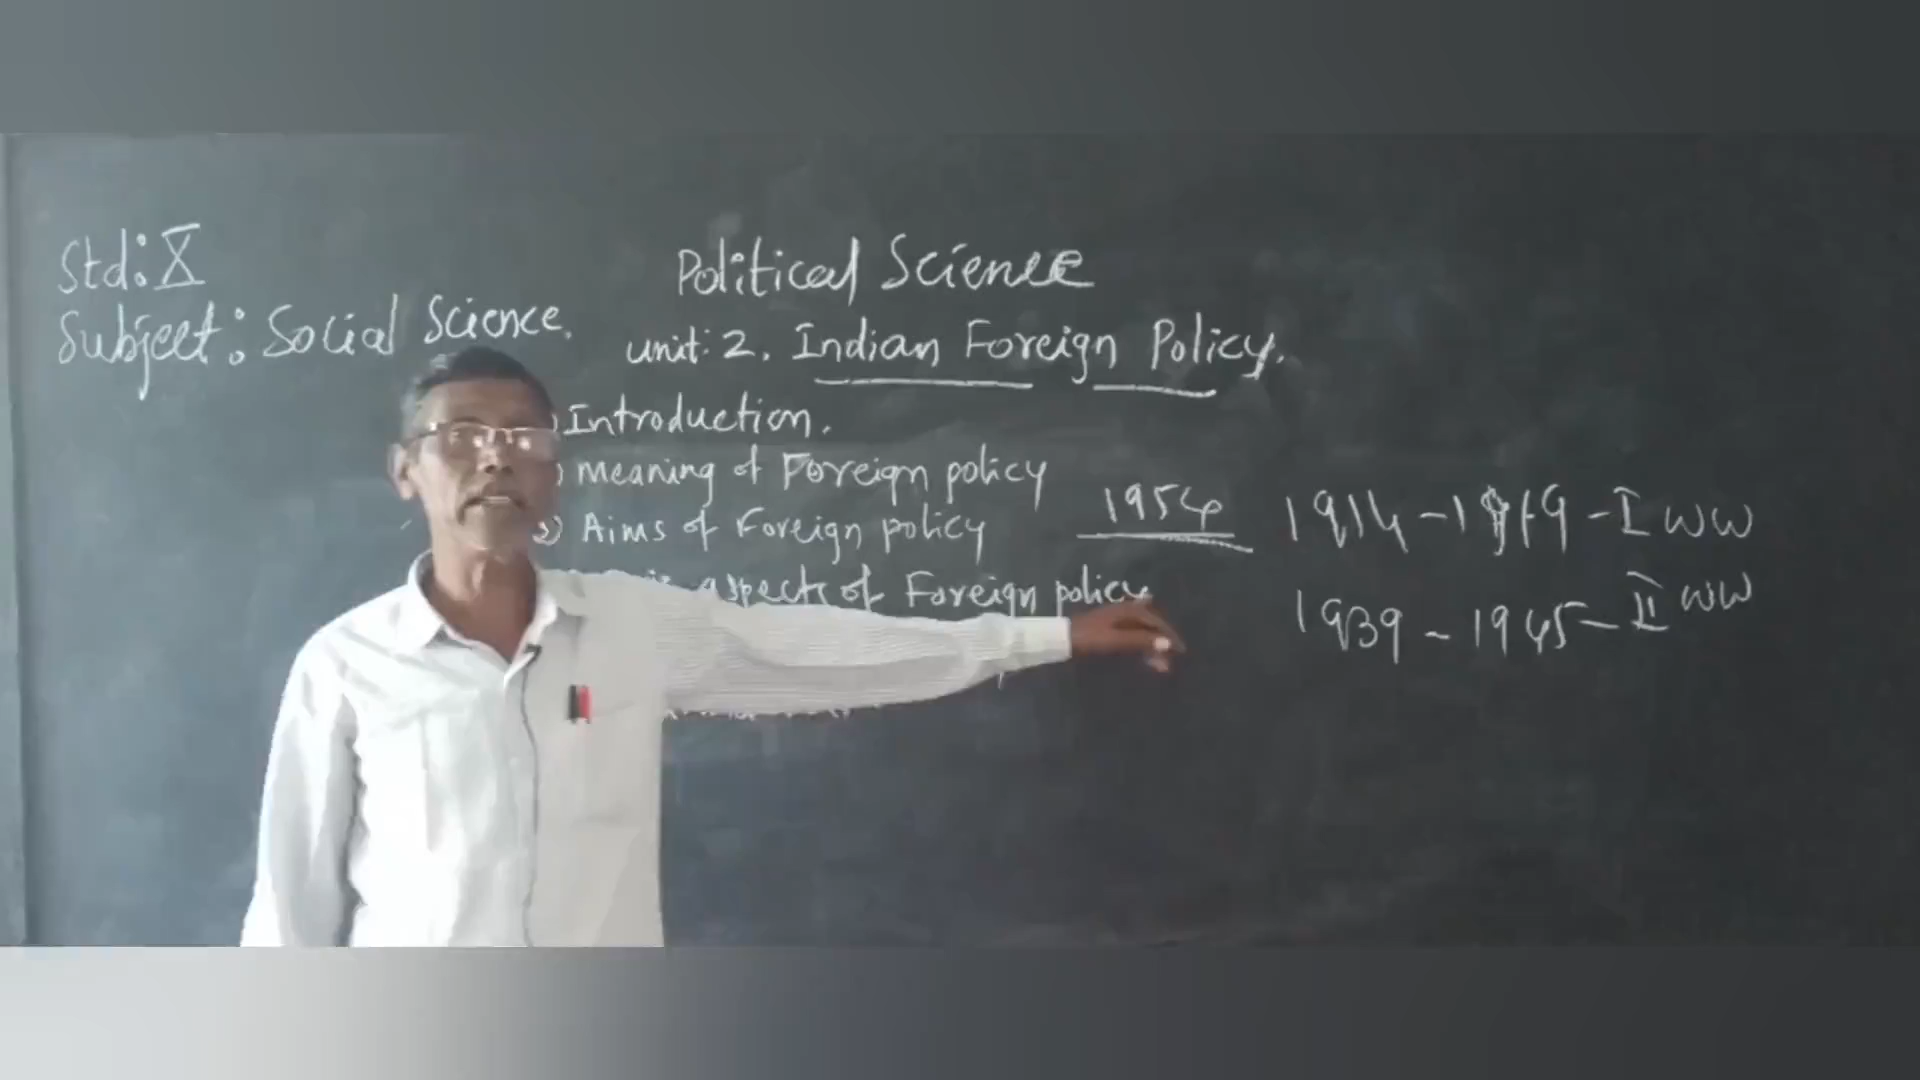 Std: X
Subject: Social Science.
Political Science
unit: 2. Indian Foreign Policy.
Introduction.
Meaning of Foreign policy
Aims of Foreign policy
aspects of Foreign policy
1954
1914 - 1919 - I WW
1939 - 1945 - II WW